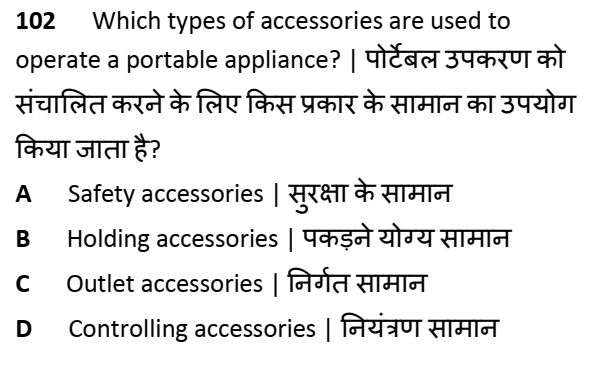 102 Which types of accessories are used to
operate a portable appliance? | पोर्टेबल उपकरण को
संचालित करने के लिए किस प्रकार के सामान का उपयोग
किया जाता है?
A Safety accessories | सुरक्षा के सामान
B Holding accessories | पकड़ने योग्य सामान
C Outlet accessories | निर्गत सामान
D Controlling accessories | नियंत्रण सामान